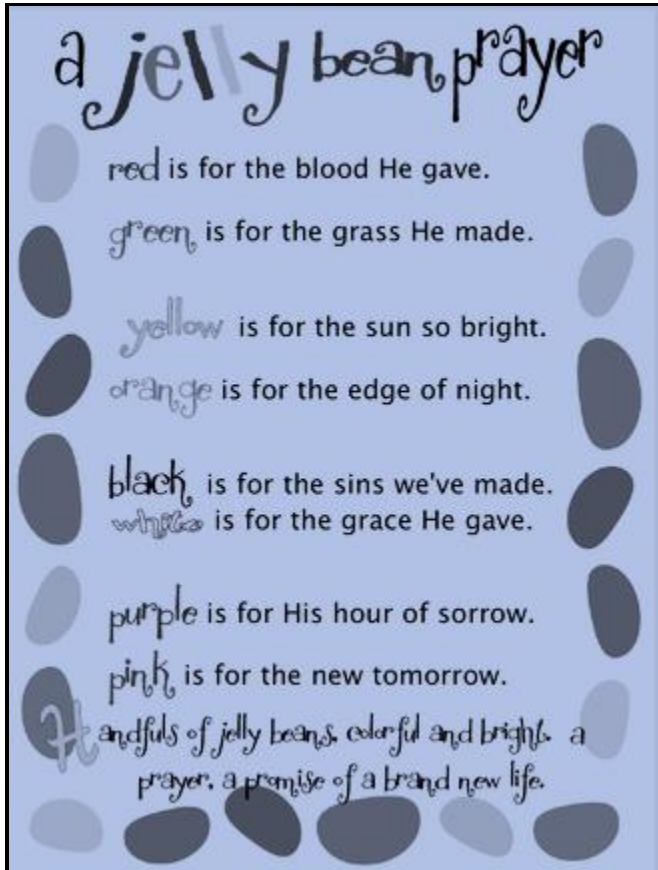 a jelly bean prayer
red is for the blood He gave.
green is for the grass He made.
yellow is for the sun so bright.
orange is for the edge of night.
black is for the sins we've made.
white is for the grace He gave.
purple is for His hour of sorrow.
pink is for the new tomorrow.
Handfuls of jelly beans, colorful and bright. a
prayer, a promise of a brand new life.